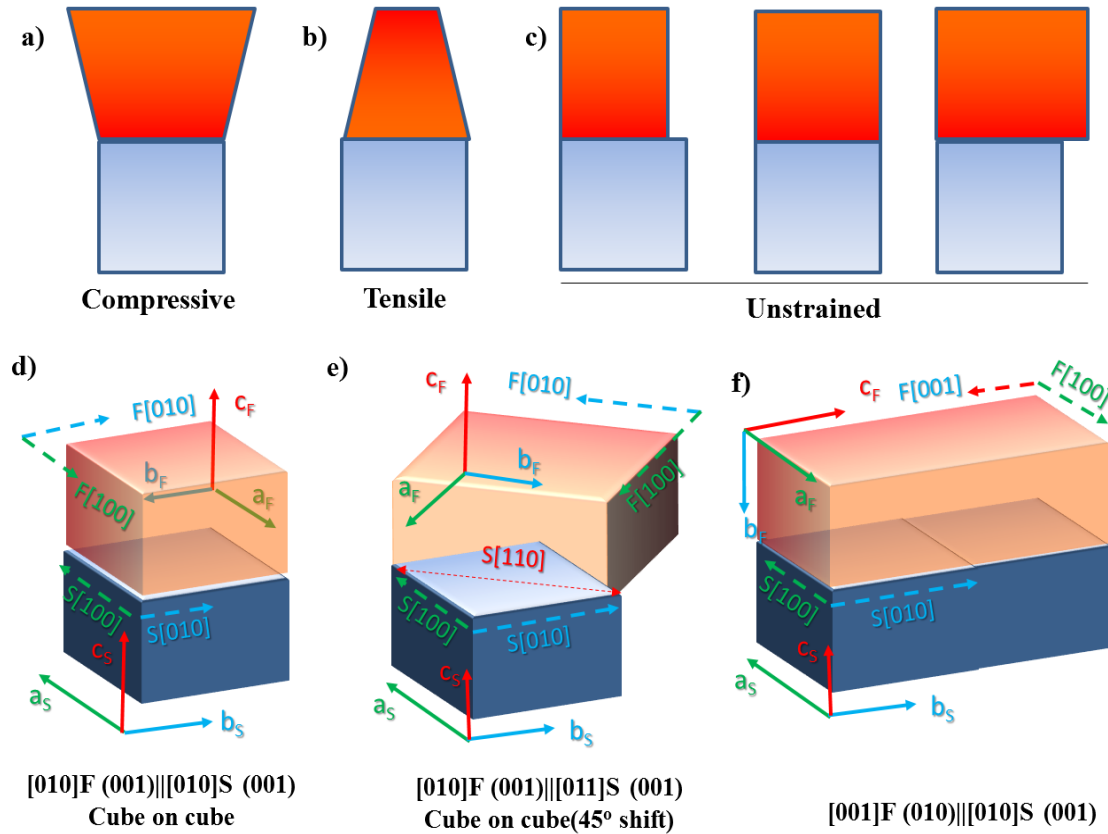 a)
b)
c)
Compressive
Tensile
Unstrained
d)
F[010]
c_F
b_F
a_F
F[100]
S[100]
S[010]
c_S
a_S
b_S
[010]F (001)||[010]S (001)
Cube on cube
e)
c_F
F[010]
b_F
a_F
F[100]
S[110]
S[100]
S[010]
c_S
a_S
b_S
[010]F (001)||[011]S (001)
Cube on cube(45° shift)
f)
c_F
F[001]
F[100]
a_F
b_F
S[100]
S[010]
c_S
a_S
b_S
[001]F (010)||[010]S (001)